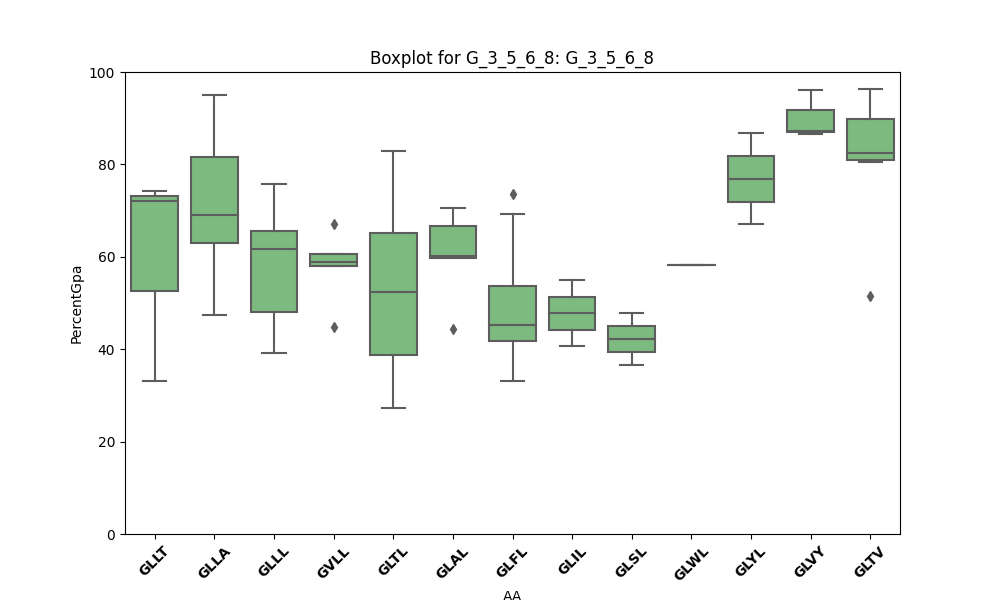 Boxplot for G_3_5_6_8: G_3_5_6_8
PercentGpa
100
80
60
40
20
0
GLLT GLLA GLLL GVLL GLTL GLAL GLFL GLIL GLSL GLWL GLYL GLVY GLTV
AA